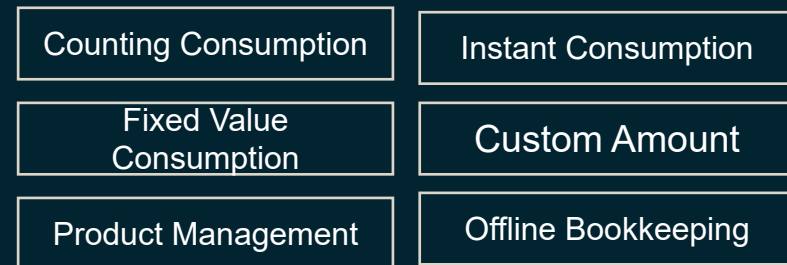 Counting Consumption
Instant Consumption
Fixed Value
Consumption
Custom Amount
Product Management
Offline Bookkeeping